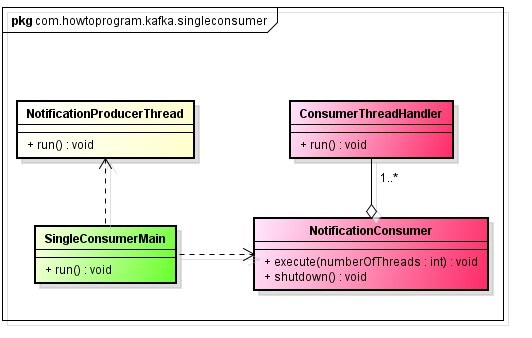 pkg com.howtoprogram.kafka.singleconsumer
NotificationProducerThread
+ run() : void
ConsumerThreadHandler
+ run() : void
1..*
SingleConsumerMain
+ run() : void
NotificationConsumer
+ execute(numberOfThreads : int) : void
+ shutdown() : void